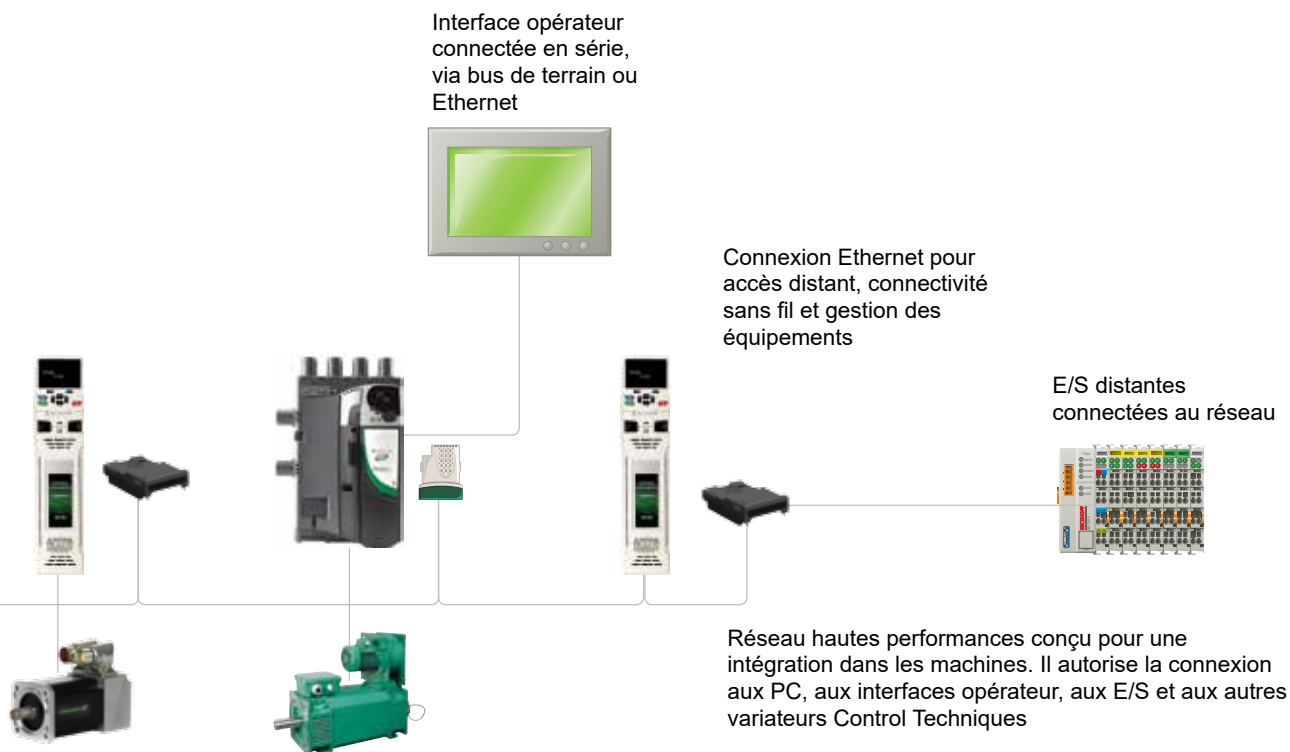 Interface opérateur
connectée en série,
via bus de terrain ou
Ethernet
Connexion Ethernet pour
accès distant, connectivité
sans fil et gestion des
équipements
E/S distantes
connectées au réseau
BECKHOFF
Réseau hautes performances conçu pour une
intégration dans les machines. Il autorise la connexion
aux PC, aux interfaces opérateur, aux E/S et aux autres
variateurs Control Techniques